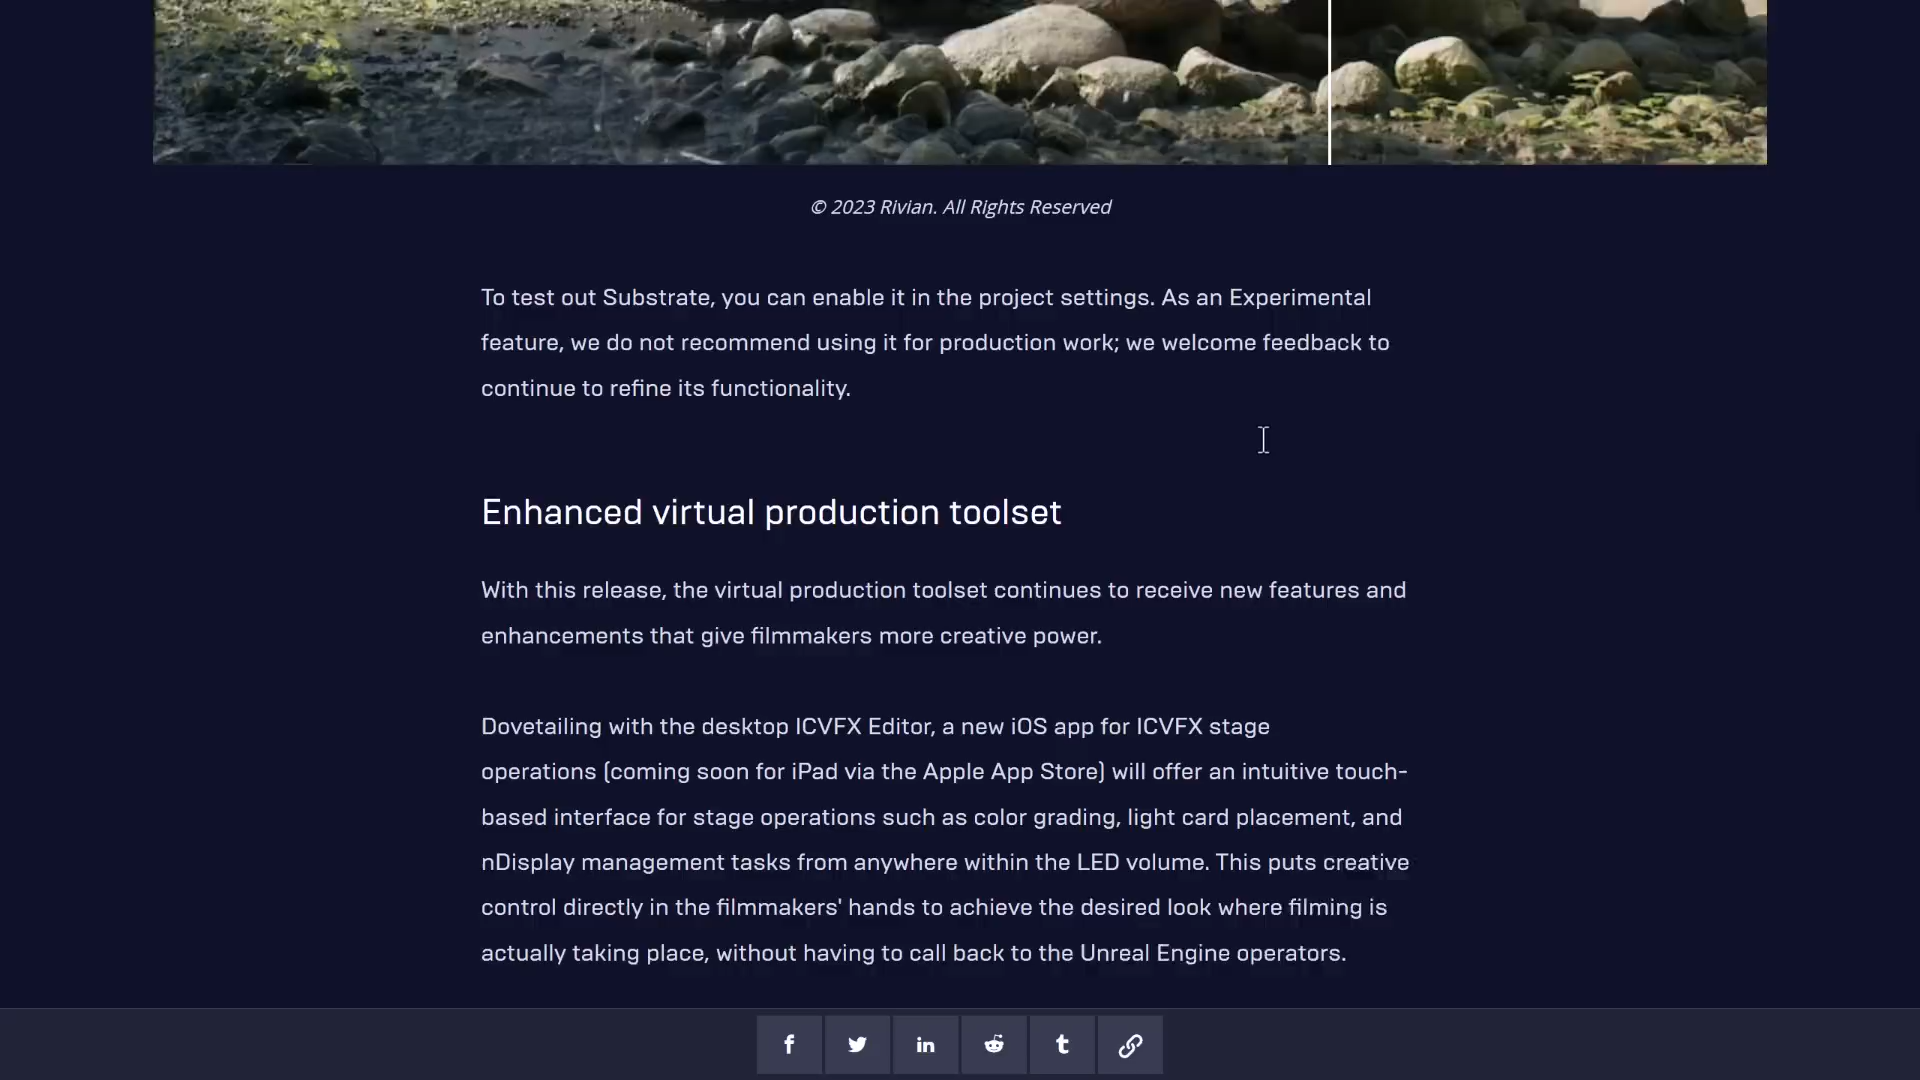 © 2023 Rivian. All Rights Reserved
To test out Substrate, you can enable it in the project settings. As an Experimental
feature, we do not recommend using it for production work; we welcome feedback to
continue to refine its functionality.
Enhanced virtual production toolset
With this release, the virtual production toolset continues to receive new features and
enhancements that give filmmakers more creative power.
Dovetailing with the desktop ICVFX Editor, a new iOS app for ICVFX stage
operations (coming soon for iPad via the Apple App Store) will offer an intuitive touch-
based interface for stage operations such as color grading, light card placement, and
nDisplay management tasks from anywhere within the LED volume. This puts creative
control directly in the filmmakers' hands to achieve the desired look where filming is
actually taking place, without having to call back to the Unreal Engine operators.